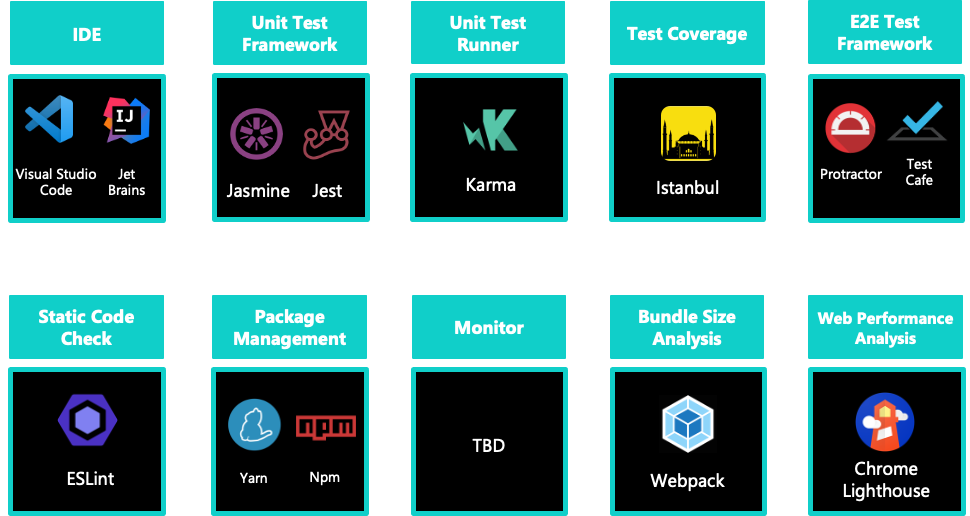 IDE
Unit Test
Framework
Unit Test
Runner
Test Coverage
E2E Test
Framework
IJ
Visual Studio
Code
Jet
Brains
Jasmine
Jest
K
Karma
Istanbul
Protractor
Test
Cafe
Static Code
Check
Package
Management
Monitor
Bundle Size
Analysis
Web Performance
Analysis
ESLint
Yarn
npm
Npm
TBD
Webpack
Chrome
Lighthouse